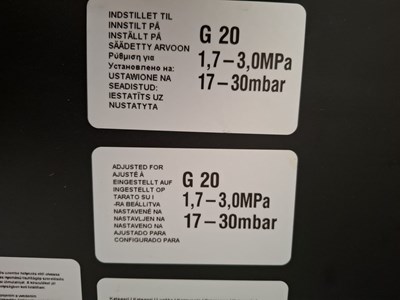 INDSTILLET TIL
INNSTILT PÅ
INSTÄLLT PÅ
SÄÄDETTY ARVOON
Ρύθμιση για
Установлено на:
USTAWIONE NA
SEADISTUD:
IESTATĪTS UZ
NUSTATYTA
G 20
1,7–3,0MPa
17–30mbar
ADJUSTED FOR
AJUSTÉ À
EINGESTELLT AUF
INGESTELT OP
TARATO SU I
-RA BEÁLLÍTVA
NASTAVENÉ NA
NASTAVLJEN NA
NASTAVENO NA
AJUSTADO PARA
CONFIGURADO PARA
G 20
1,7–3,0MPa
17–30mbar